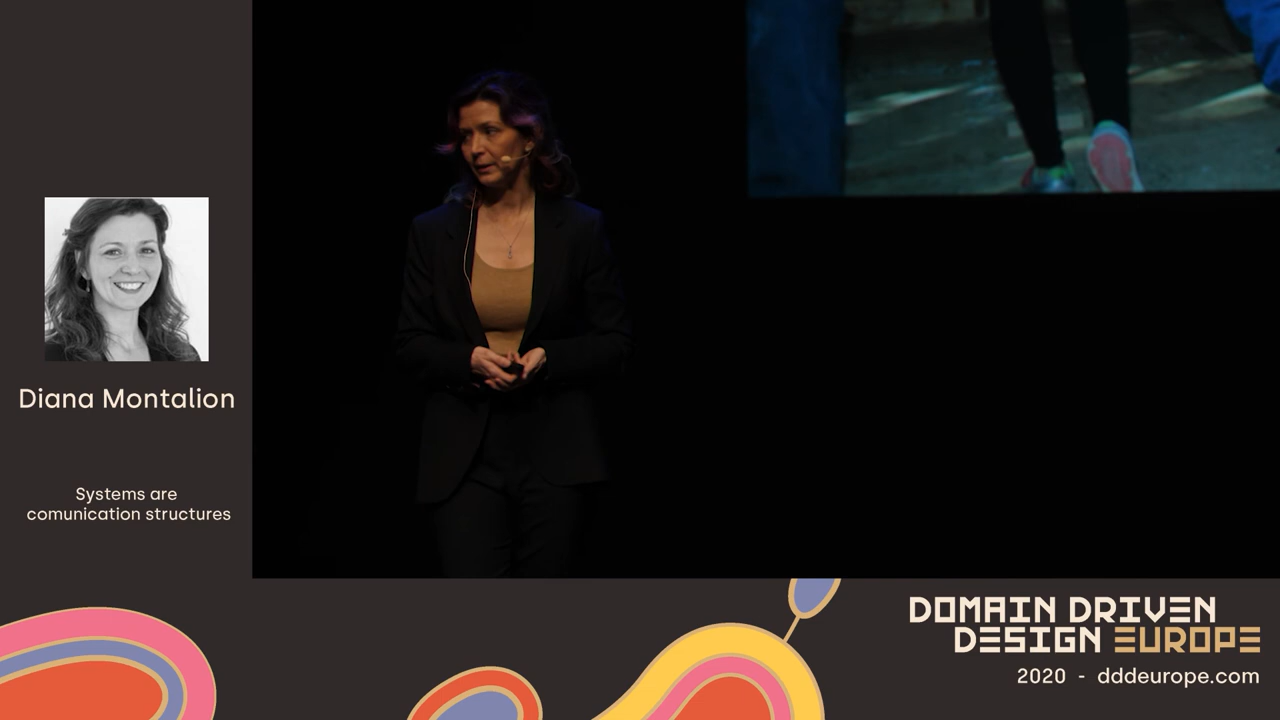 Diana Montalion
Systems are
comunication structures
DOMAIN DRIVEN
DESIGN EUROPE
2020 - dddeurope.com